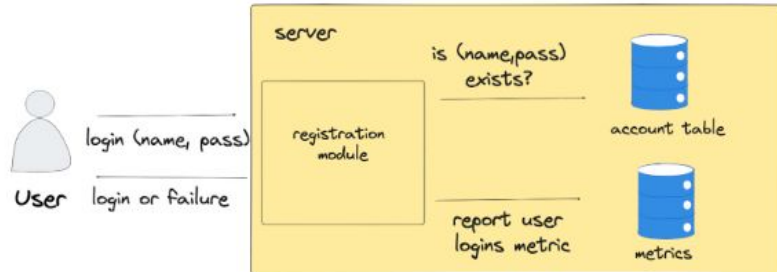 server
is (name,pass)
exists?
account table
login (name, pass)
registration
module
User
login or failure
report user
logins metric
metrics